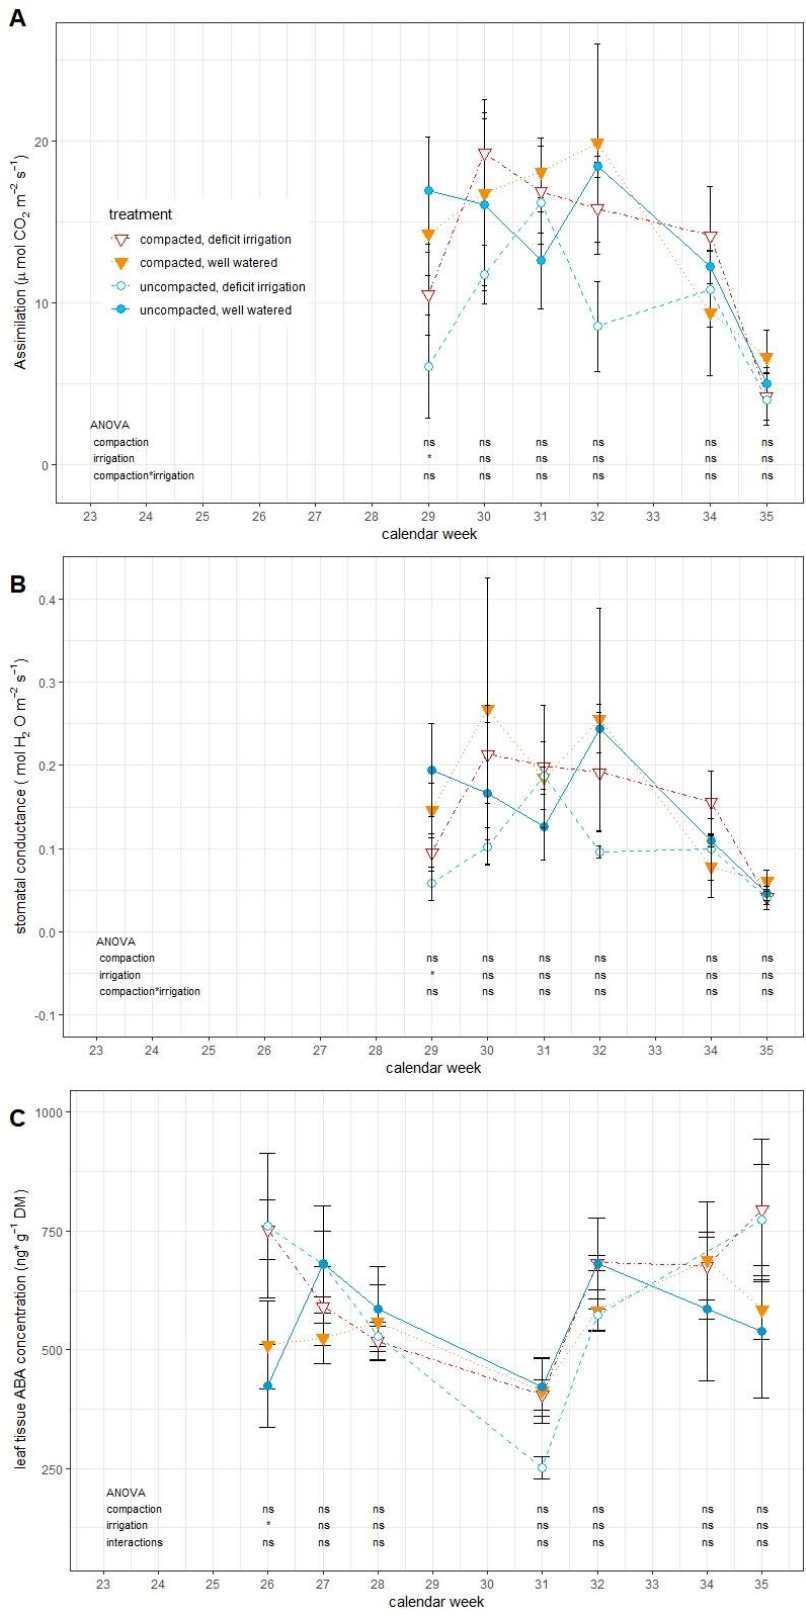 A
Assimilation (μ mol CO₂ m⁻² s⁻¹)
20
10
0
treatment
compacted, deficit irrigation
compacted, well watered
uncompacted, deficit irrigation
uncompacted, well watered
ANOVA
compaction ns ns ns ns ns ns
irrigation * ns ns ns ns ns
compaction*irrigation ns ns ns ns ns ns
23 24 25 26 27 28 29 30 31 32 33 34 35
calendar week
B
stomatal conductance ( mol H₂ O m⁻² s⁻¹)
0.4
0.3
0.2
0.1
0.0
-0.1
ANOVA
compaction ns ns ns ns ns ns
irrigation * ns ns ns ns ns
compaction*irrigation ns ns ns ns ns ns
23 24 25 26 27 28 29 30 31 32 33 34 35
calendar week
C
leaf tissue ABA concentration (ng* g⁻¹ DM )
1000
750
500
250
ANOVA
compaction ns ns ns ns ns ns ns
irrigation * ns ns ns ns ns ns
interactions ns ns ns ns ns ns ns
23 24 25 26 27 28 29 30 31 32 33 34 35
calendar week